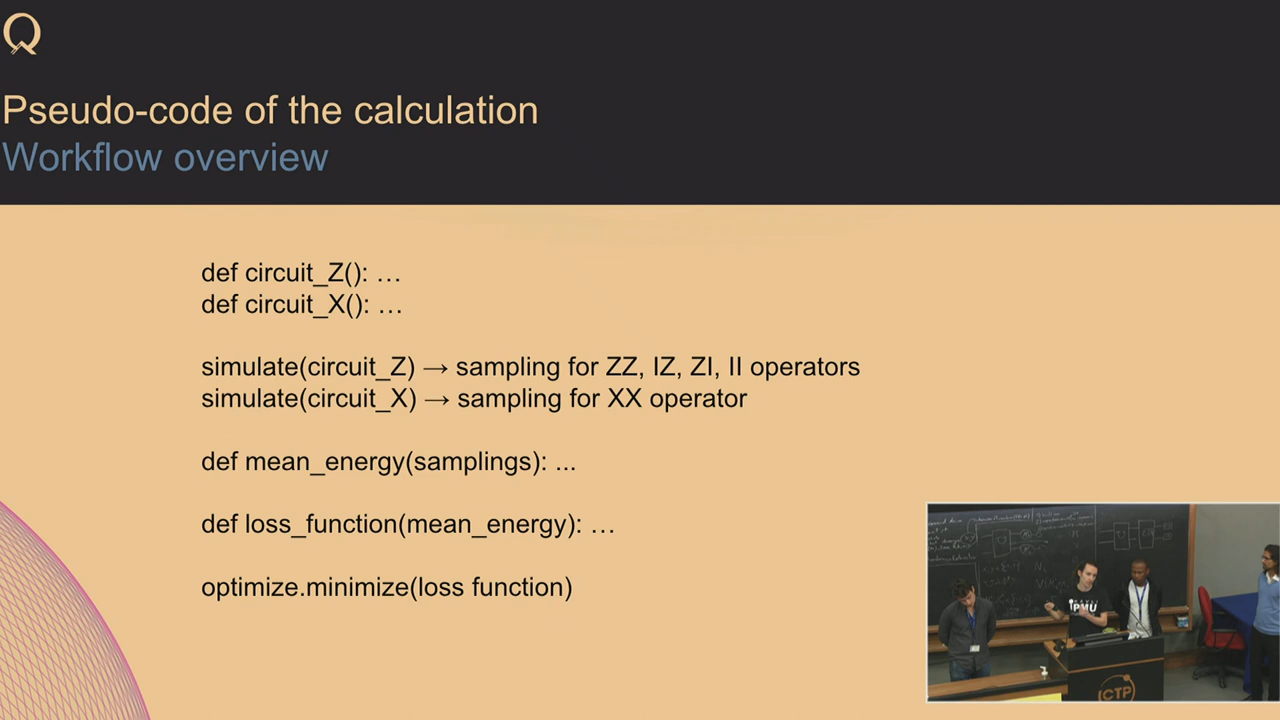 Q
Pseudo-code of the calculation
Workflow overview
def circuit_Z(): …
def circuit_X(): …
simulate(circuit_Z) → sampling for ZZ, IZ, ZI, II operators
simulate(circuit_X) → sampling for XX operator
def mean_energy(samplings): ...
def loss_function(mean_energy): …
optimize.minimize(loss function)
IPMU
ICTP